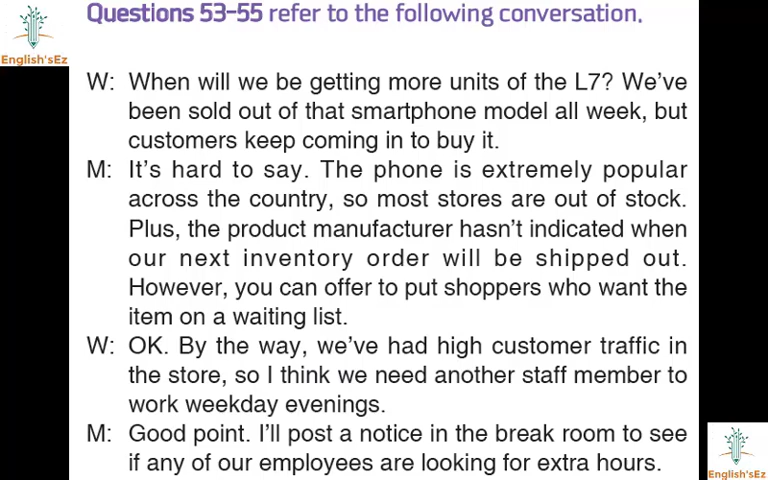 Questions 53-55 refer to the following conversation.
English'sEz
W: When will we be getting more units of the L7? We've
been sold out of that smartphone model all week, but
customers keep coming in to buy it.
M: It's hard to say. The phone is extremely popular
across the country, so most stores are out of stock.
Plus, the product manufacturer hasn't indicated when
our next inventory order will be shipped out.
However, you can offer to put shoppers who want the
item on a waiting list.
W: OK. By the way, we've had high customer traffic in
the store, so I think we need another staff member to
work weekday evenings.
M: Good point. I'll post a notice in the break room to see
if any of our employees are looking for extra hours.
English'sEz